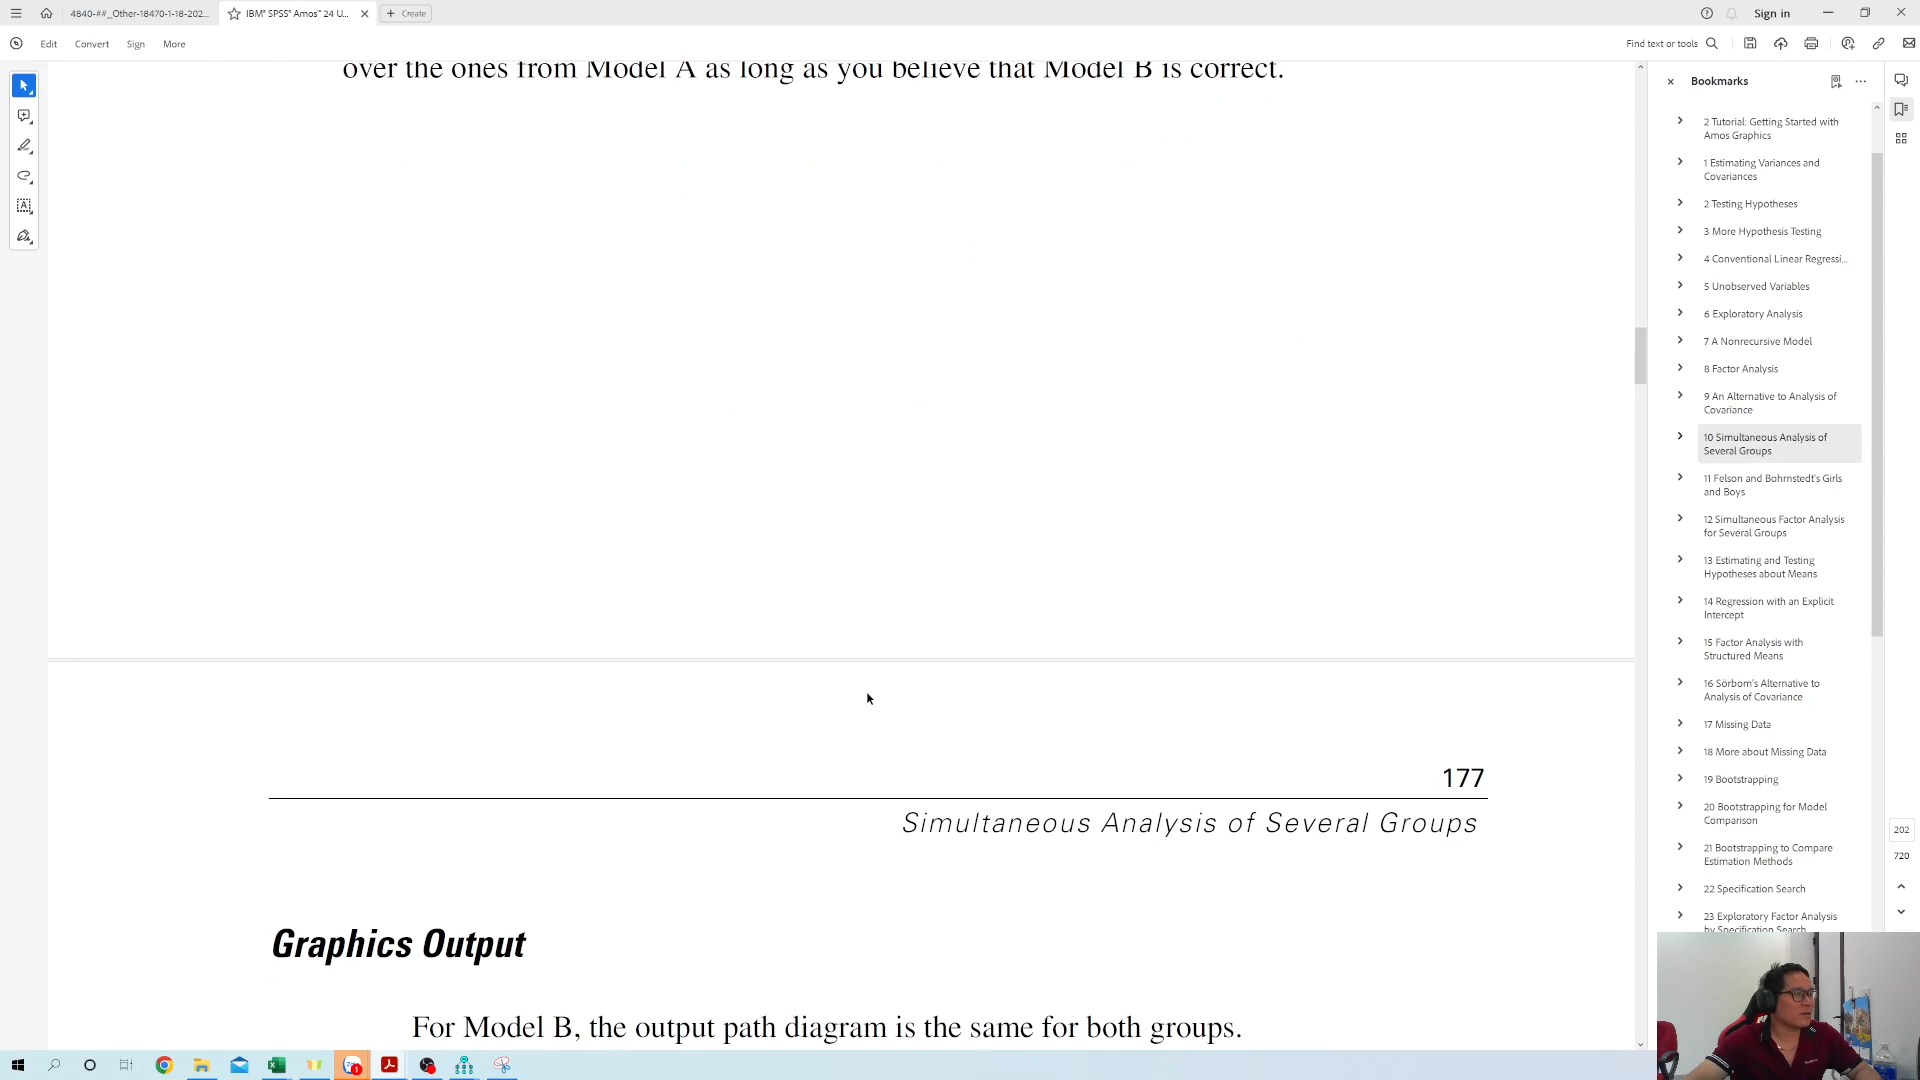 4840-##_Other-18470-1-18-202...
IBM® SPSS® Amos™ 24 U...
Create
Sign in
Edit
Convert
Sign
More
Find text or tools
over the ones from Model A as long as you believe that Model B is correct.
177
Simultaneous Analysis of Several Groups
Graphics Output
For Model B, the output path diagram is the same for both groups.
Bookmarks
2 Tutorial: Getting Started with
Amos Graphics
1 Estimating Variances and
Covariances
2 Testing Hypotheses
3 More Hypothesis Testing
4 Conventional Linear Regressi...
5 Unobserved Variables
6 Exploratory Analysis
7 A Nonrecursive Model
8 Factor Analysis
9 An Alternative to Analysis of
Covariance
10 Simultaneous Analysis of
Several Groups
11 Felson and Bohrnstedt's Girls
and Boys
12 Simultaneous Factor Analysis
for Several Groups
13 Estimating and Testing
Hypotheses about Means
14 Regression with an Explicit
Intercept
15 Factor Analysis with
Structured Means
16 Sörbom's Alternative to
Analysis of Covariance
17 Missing Data
18 More about Missing Data
19 Bootstrapping
20 Bootstrapping for Model
Comparison
21 Bootstrapping to Compare
Estimation Methods
22 Specification Search
23 Exploratory Factor Analysis
by Specification Search
202
720